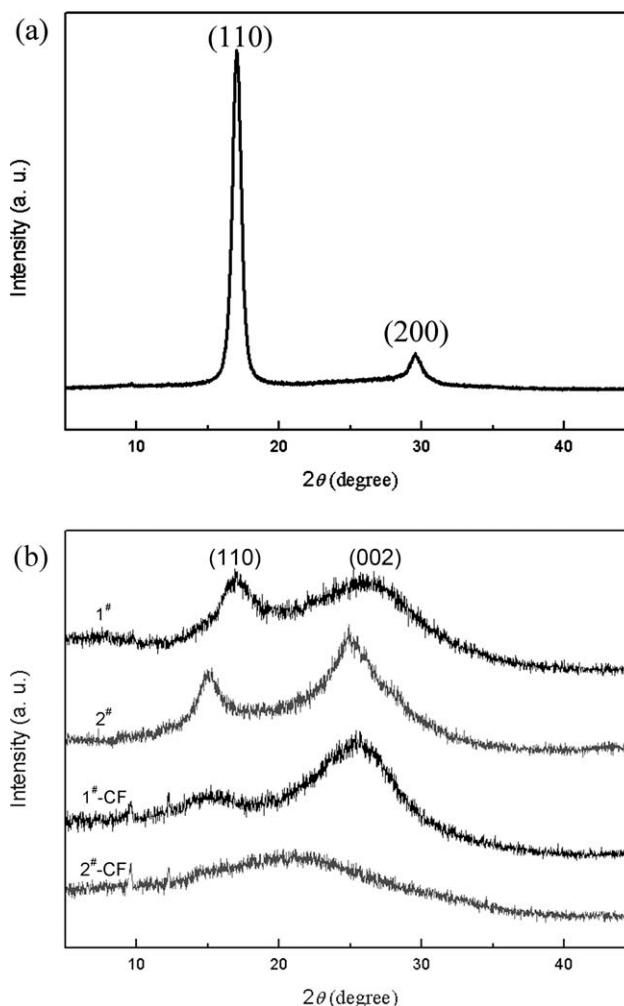 (a)
(110)
(200)
Intensity (a. u.)
10 20 30 40
2θ (degree)
(b)
(110) (002)
1#
2#
1#-CF
2#-CF
Intensity (a. u.)
10 20 30 40
2θ (degree)